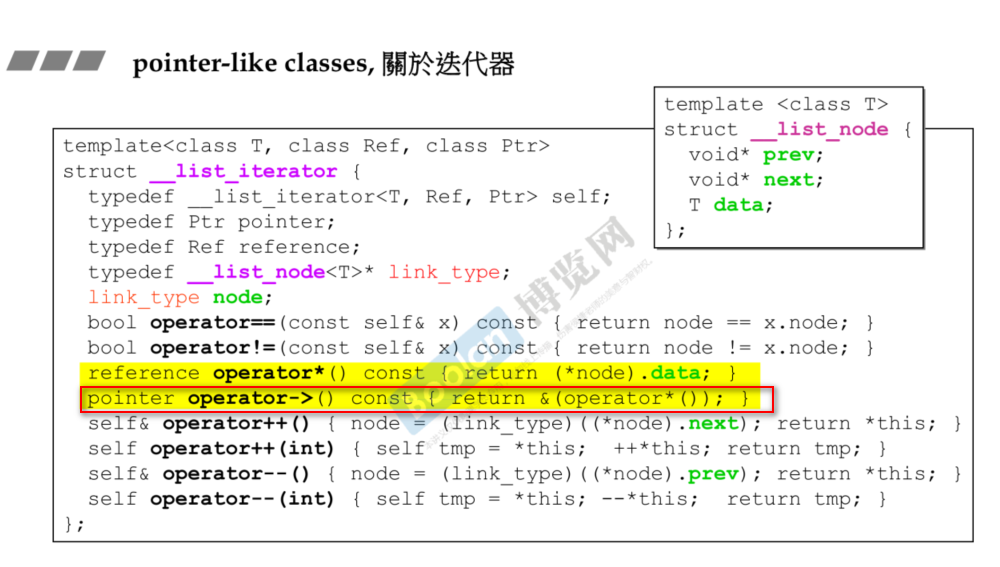 pointer-like classes, 關於迭代器
template <class T>
struct __list_node {
void* prev;
void* next;
T data;
};
template<class T, class Ref, class Ptr>
struct __list_iterator {
typedef __list_iterator<T, Ref, Ptr> self;
typedef Ptr pointer;
typedef Ref reference;
typedef __list_node<T>* link_type;
link_type node;
bool operator==(const self& x) const { return node == x.node; }
bool operator!=(const self& x) const { return node != x.node; }
reference operator*() const { return (*node).data; }
pointer operator->() const { return &(operator*()); }
self& operator++() { node = (link_type)((*node).next); return *this; }
self operator++(int) { self tmp = *this; ++*this; return tmp; }
self& operator--() { node = (link_type)((*node).prev); return *this; }
self operator--(int) { self tmp = *this; --*this; return tmp; }
};
Boolan 博览网